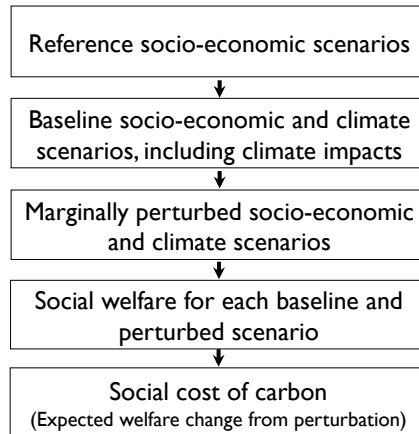 Reference socio-economic scenarios
Baseline socio-economic and climate
scenarios, including climate impacts
Marginally perturbed socio-economic
and climate scenarios
Social welfare for each baseline and
perturbed scenario
Social cost of carbon
(Expected welfare change from perturbation)